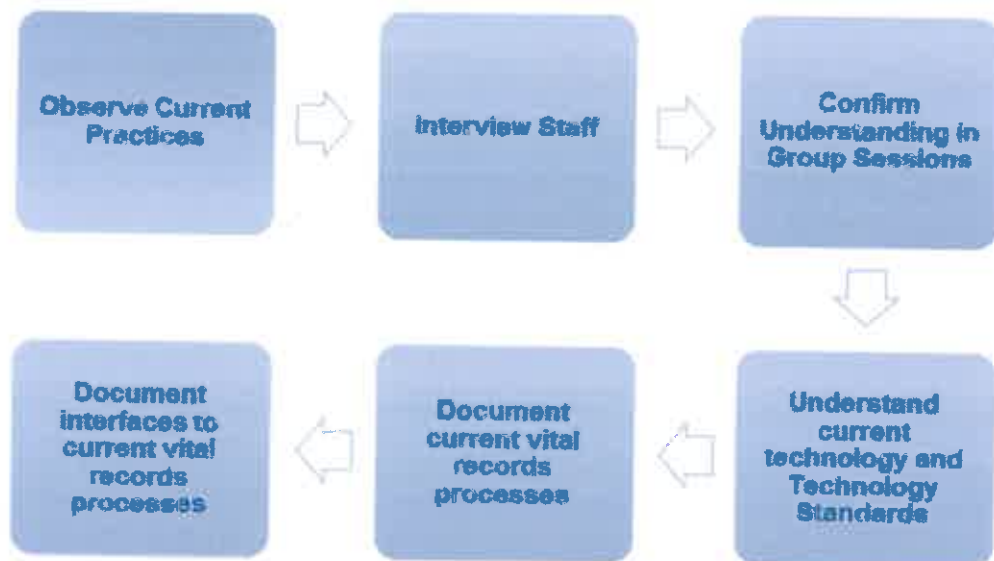 Observe Current
Practices
Interview Staff
Confirm
Understanding in
Group Sessions
Understand
current
technology and
Technology
Standards
Document
current vital
records
processes
Document
interfaces to
current vital
records
processes